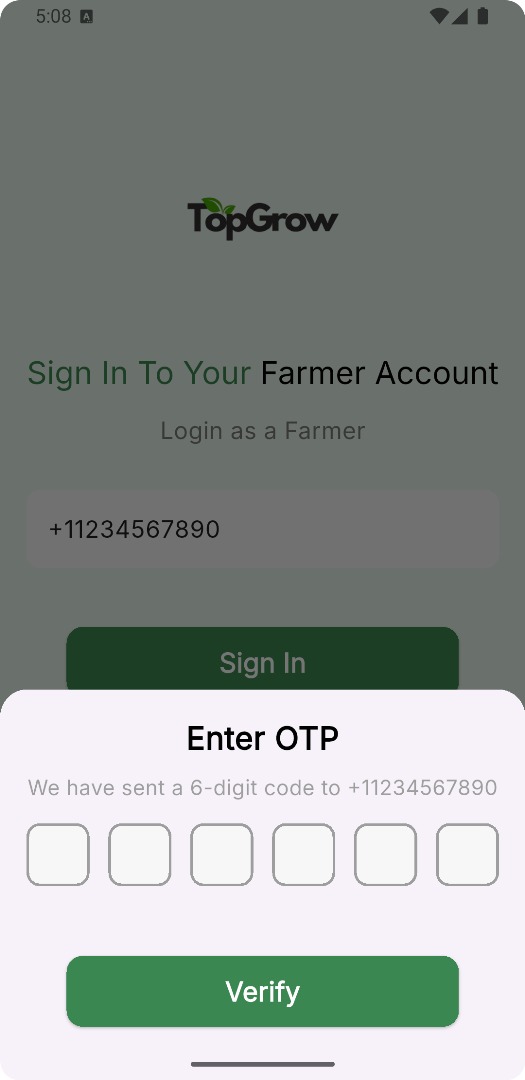 5:08 A
TopGrow
Sign In To Your Farmer Account
Login as a Farmer
+11234567890
Sign In
Enter OTP
We have sent a 6-digit code to +11234567890
Verify